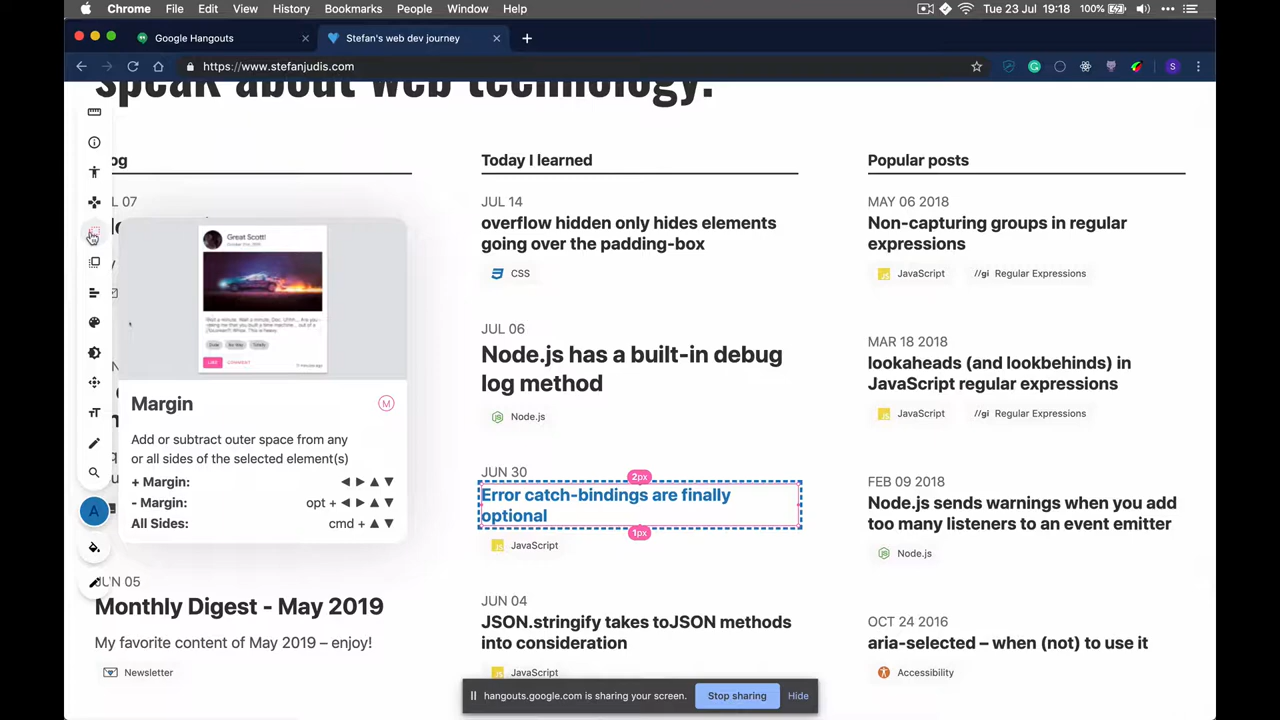 Chrome File Edit View History Bookmarks People Window Help
Tue 23 Jul 19:18 100%
Google Hangouts
Stefan's web dev journey
https://www.stefanjudis.com
S
speak about web technology.
og
L 07
Great Scott!
Margin
M
Add or subtract outer space from any
or all sides of the selected element(s)
+ Margin: ◀ ▶ ▲ ▼
- Margin: opt + ◀ ▶ ▲ ▼
All Sides: cmd + ▲ ▼
A
JUN 05
Monthly Digest - May 2019
My favorite content of May 2019 – enjoy!
Newsletter
Today I learned
JUL 14
overflow hidden only hides elements
going over the padding-box
CSS
JUL 06
Node.js has a built-in debug
log method
Node.js
JUN 30
2px
Error catch-bindings are finally
optional
1px
JavaScript
JUN 04
JSON.stringify takes toJSON methods
into consideration
JavaScript
Popular posts
MAY 06 2018
Non-capturing groups in regular
expressions
JavaScript //gi Regular Expressions
MAR 18 2018
lookaheads (and lookbehinds) in
JavaScript regular expressions
JavaScript //gi Regular Expressions
FEB 09 2018
Node.js sends warnings when you add
too many listeners to an event emitter
Node.js
OCT 24 2016
aria-selected – when (not) to use it
Accessibility
hangouts.google.com is sharing your screen. Stop sharing Hide